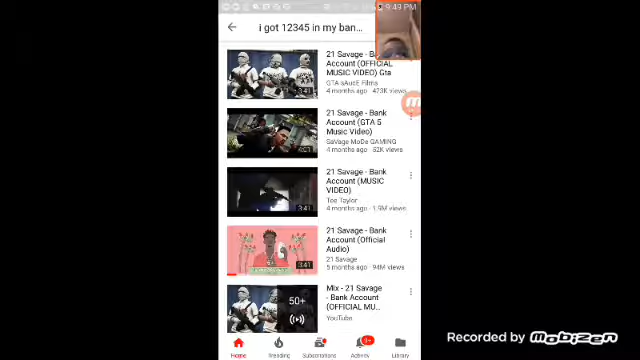 9:49 PM
i got 12345 in my ban...
21 Savage - Bank
Account (OFFICIAL
MUSIC VIDEO) Gta
GTA sAucE Films
4 months ago 473K views
3:41
21 Savage - Bank
Account (GTA 5
Music Video)
SaVage MoDe GAMING
4 months ago 52K views
21 Savage - Bank
Account (MUSIC
VIDEO)
Tee Taylor
4 months ago 1.9M views
3:41
21 Savage - Bank
Account (Official
Audio)
21 Savage
5 months ago 94M views
3:41
Mix - 21 Savage
- Bank Account
(OFFICIAL MU...
YouTube
50+
Home
Trending
Subscriptions
9+
Activity
Library
Recorded by Mobizen